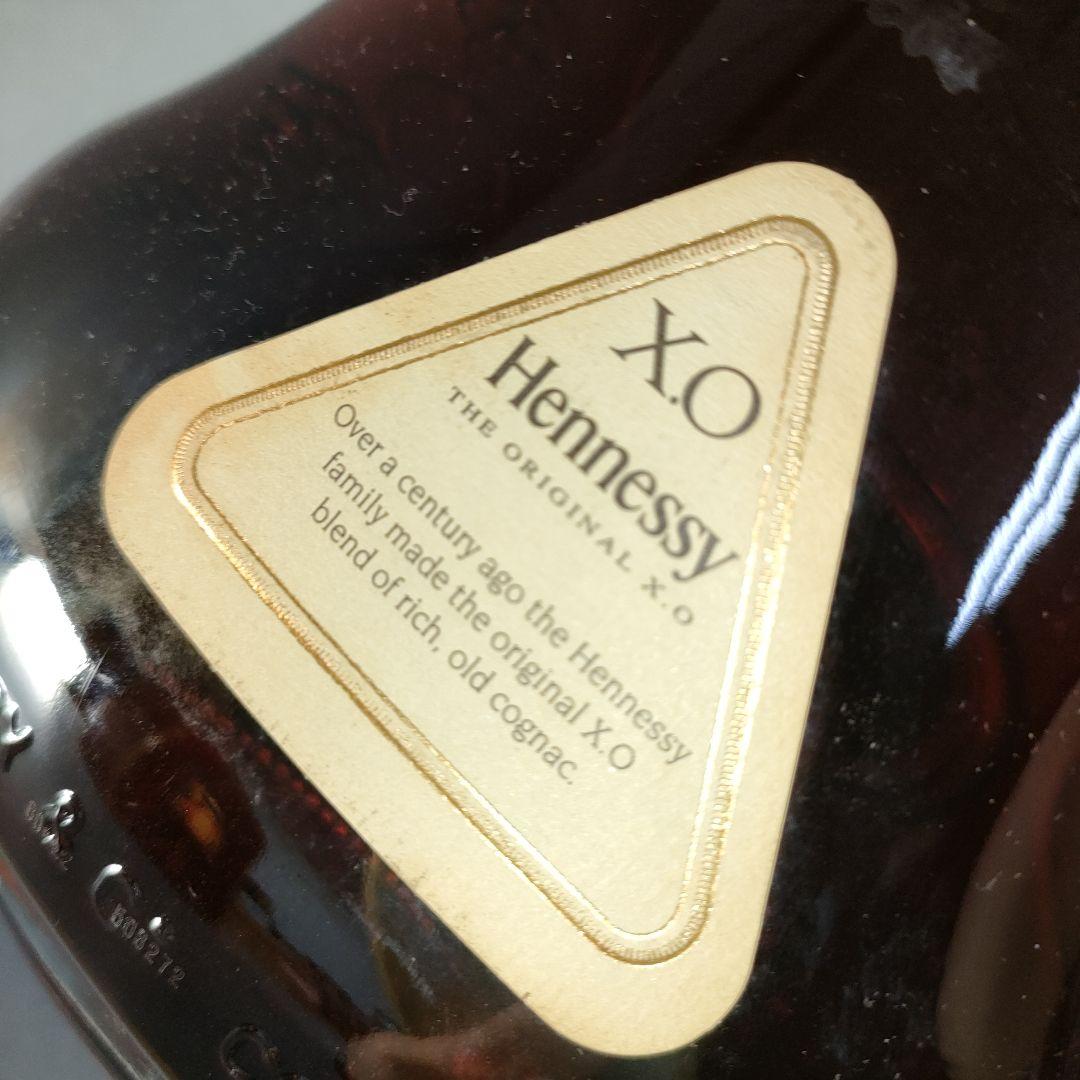 X.O
Hennessy
THE ORIGINAL X.O
Over a century ago the Hennessy
family made the original X.O
blend of rich, old cognac.
& C